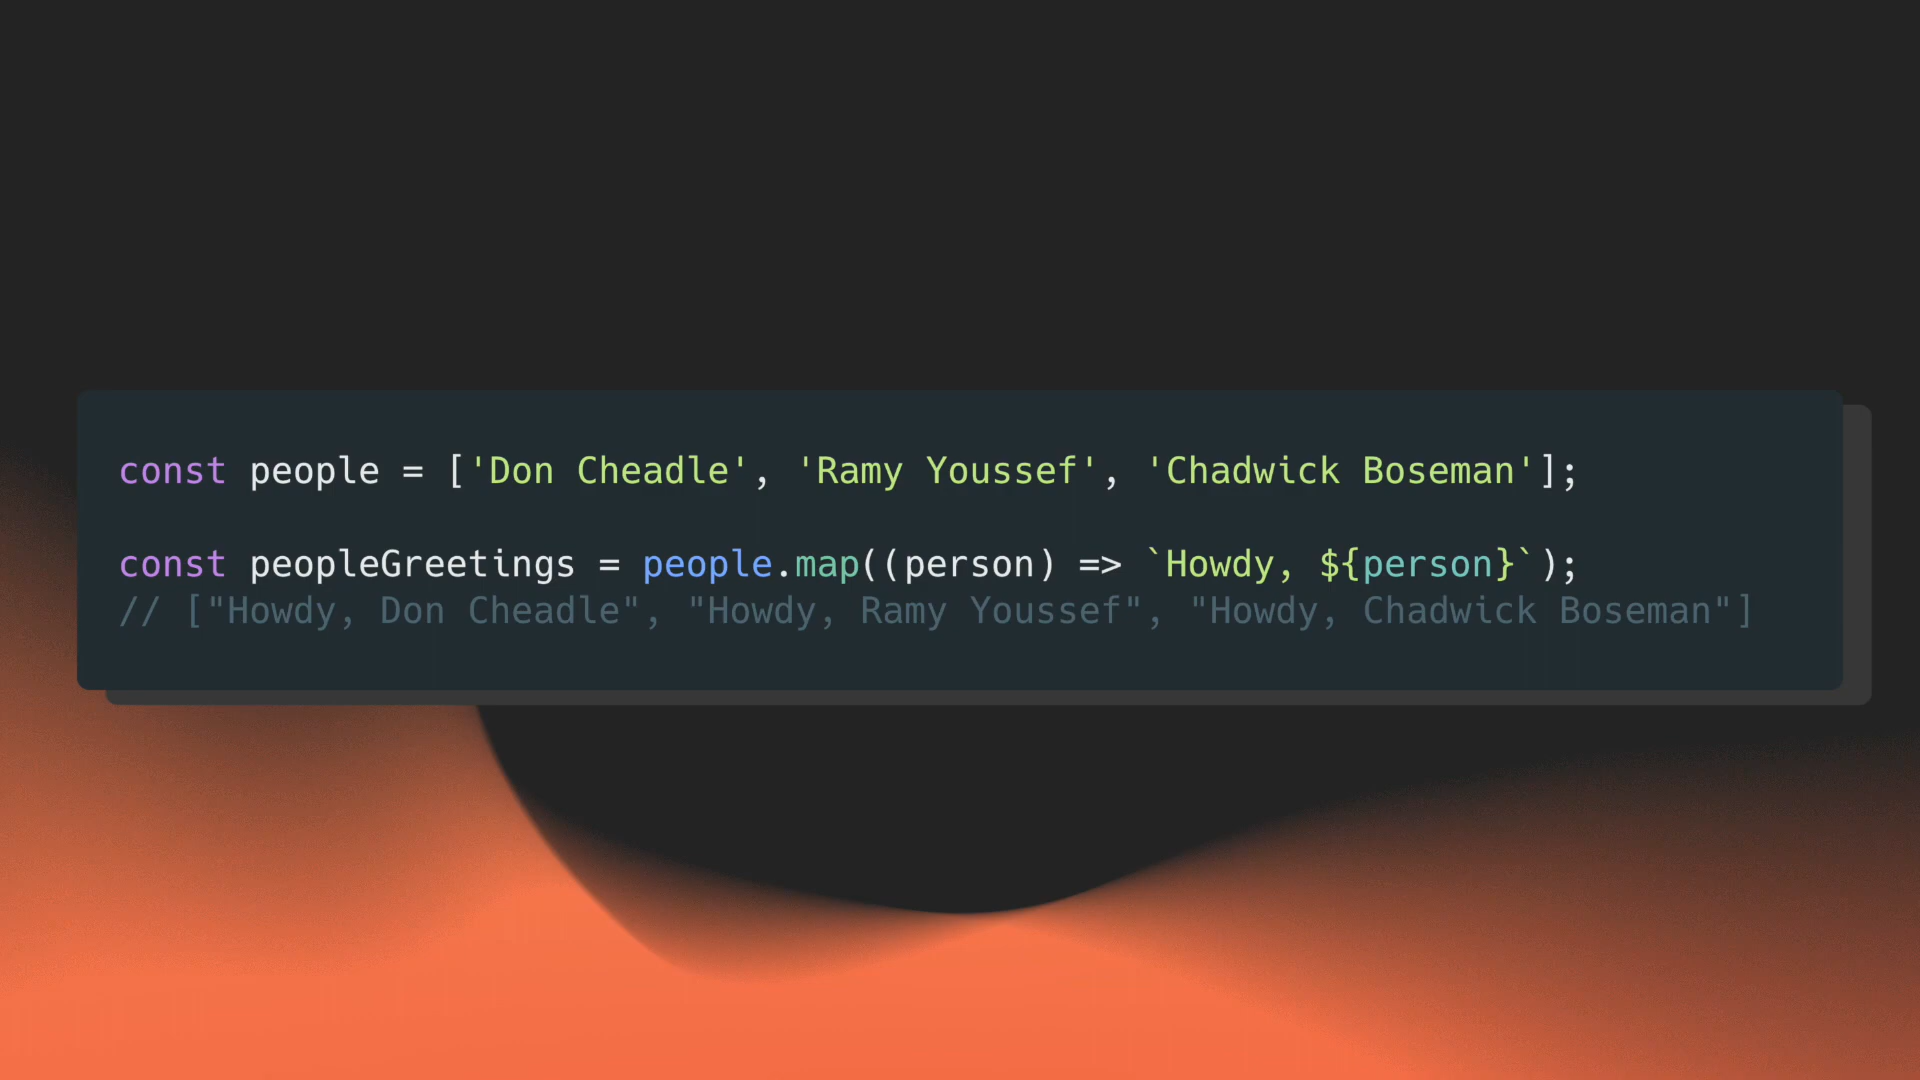 const people = ['Don Cheadle', 'Ramy Youssef', 'Chadwick Boseman'];
const peopleGreetings = people.map((person) => `Howdy, ${person}`);
// ["Howdy, Don Cheadle", "Howdy, Ramy Youssef", "Howdy, Chadwick Boseman"]